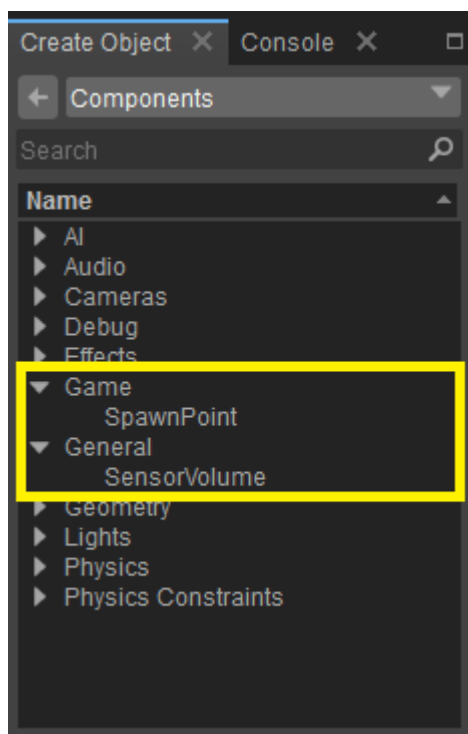 Create Object Console
Components
Search
Name
AI
Audio
Cameras
Debug
Effects
Game
SpawnPoint
General
SensorVolume
Geometry
Lights
Physics
Physics Constraints